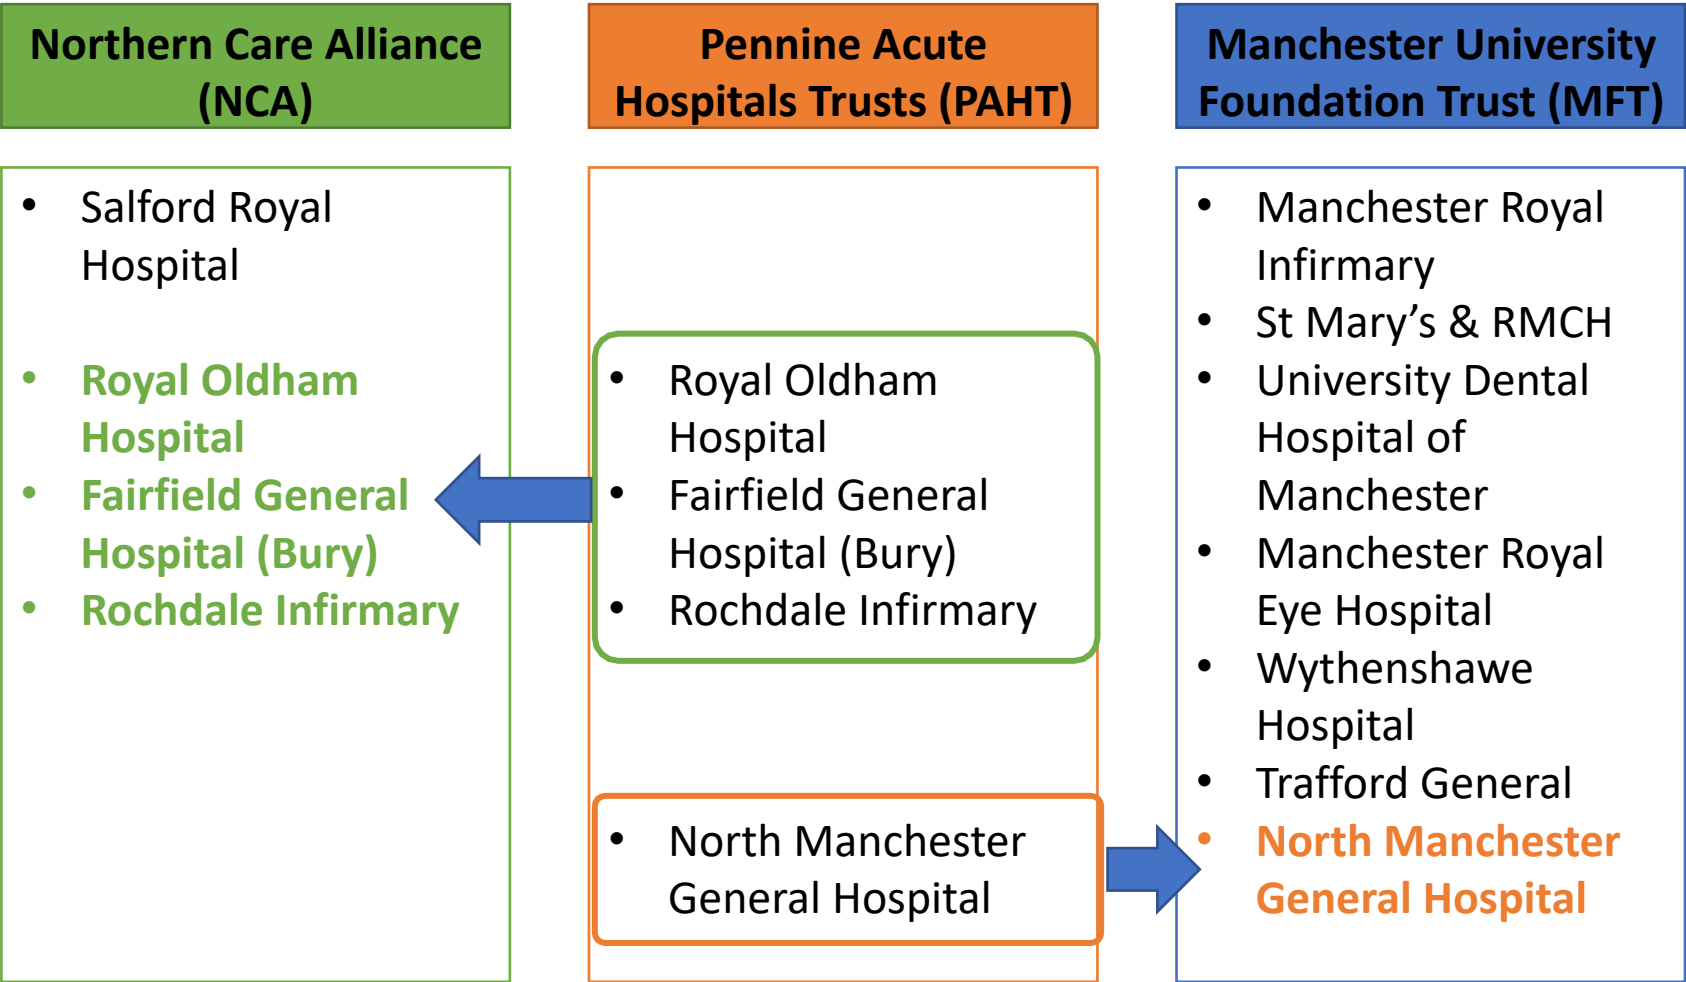 Northern Care Alliance
(NCA)
• Salford Royal
Hospital
• Royal Oldham
Hospital
• Fairfield General
Hospital (Bury)
• Rochdale Infirmary
Pennine Acute
Hospitals Trusts (PAHT)
• Royal Oldham
Hospital
• Fairfield General
Hospital (Bury)
• Rochdale Infirmary
• North Manchester
General Hospital
Manchester University
Foundation Trust (MFT)
• Manchester Royal
Infirmary
• St Mary’s & RMCH
• University Dental
Hospital of
Manchester
• Manchester Royal
Eye Hospital
• Wythenshawe
Hospital
• Trafford General
• North Manchester
General Hospital